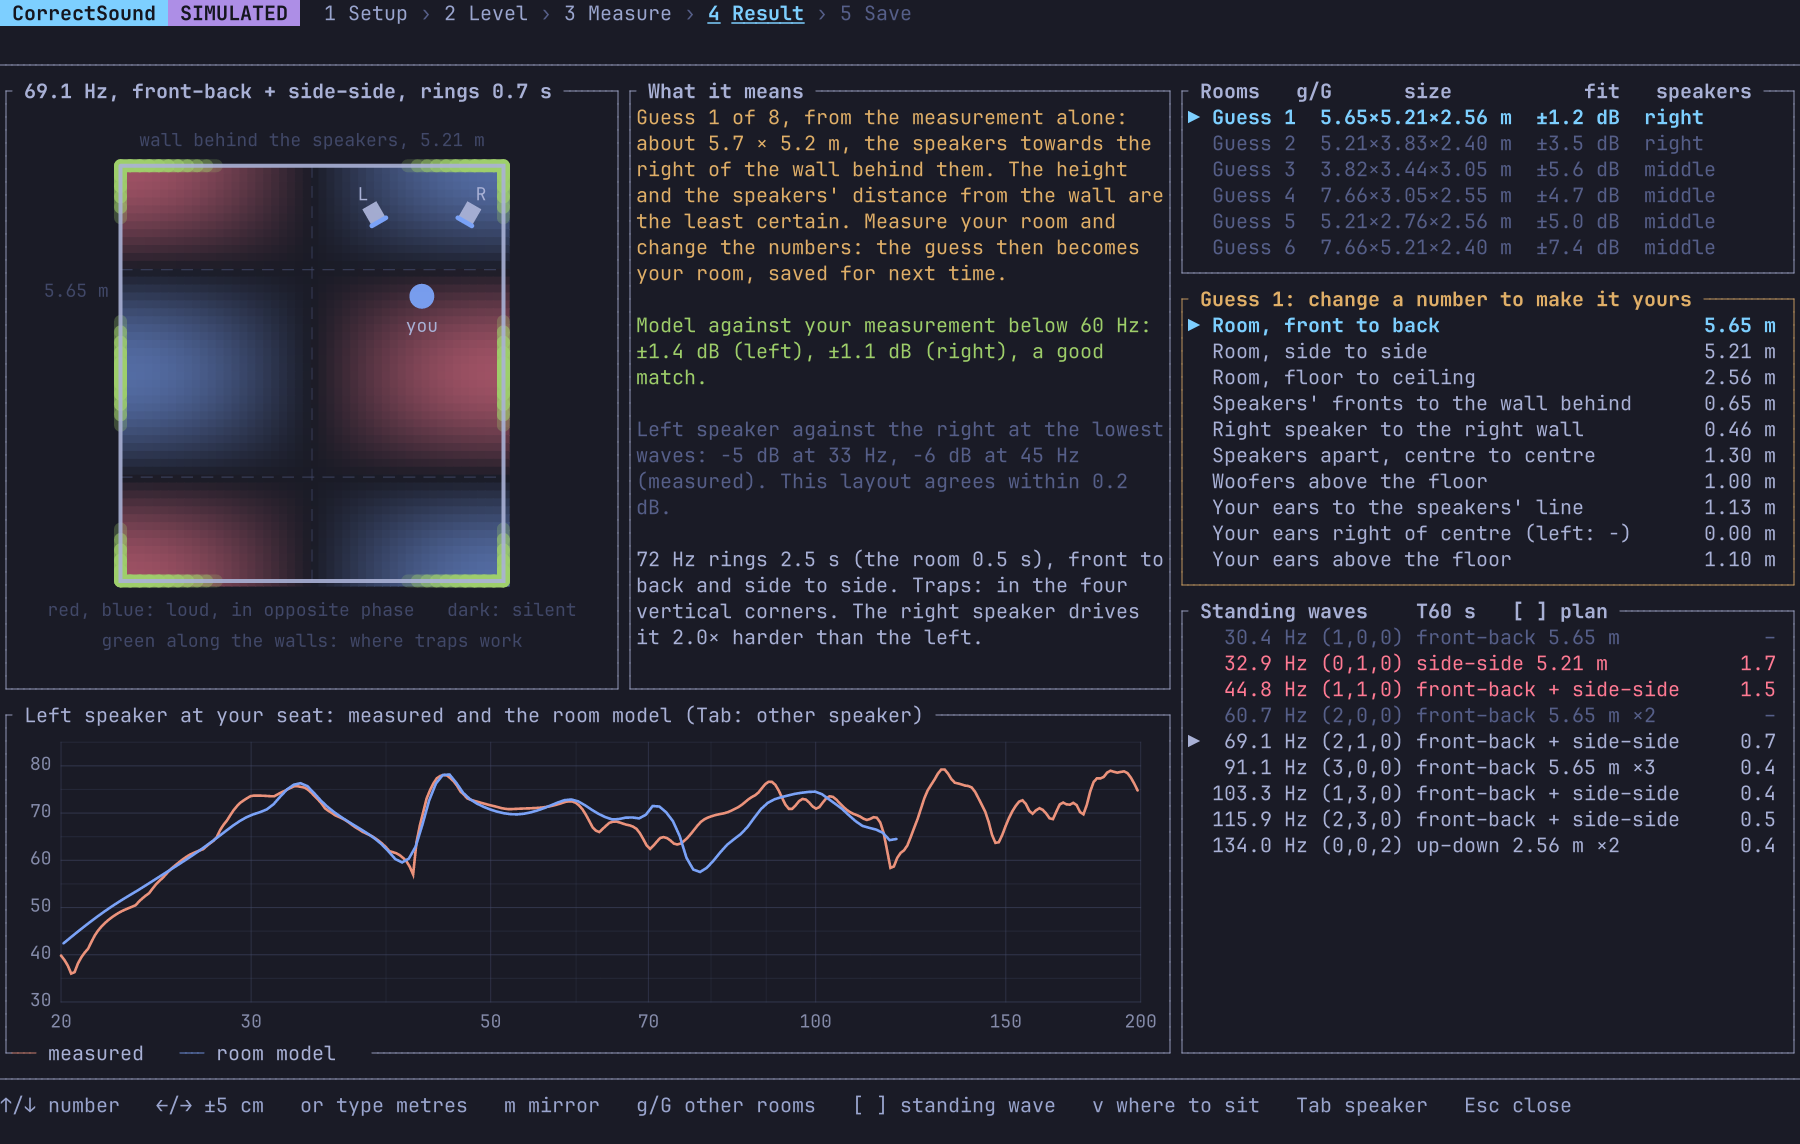 CorrectSound SIMULATED 1 Setup › 2 Level › 3 Measure › 4 Result › 5 Save
69.1 Hz, front-back + side-side, rings 0.7 s
wall behind the speakers, 5.21 m
L
R
5.65 m
you
red, blue: loud, in opposite phase dark: silent
green along the walls: where traps work
What it means
Guess 1 of 8, from the measurement alone:
about 5.7 × 5.2 m, the speakers towards the
right of the wall behind them. The height
and the speakers' distance from the wall are
the least certain. Measure your room and
change the numbers: the guess then becomes
your room, saved for next time.
Model against your measurement below 60 Hz:
±1.4 dB (left), ±1.1 dB (right), a good
match.
Left speaker against the right at the lowest
waves: -5 dB at 33 Hz, -6 dB at 45 Hz
(measured). This layout agrees within 0.2
dB.
72 Hz rings 2.5 s (the room 0.5 s), front to
back and side to side. Traps: in the four
vertical corners. The right speaker drives
it 2.0× harder than the left.
Rooms g/G size fit speakers
▶ Guess 1 5.65×5.21×2.56 m ±1.2 dB right
Guess 2 5.21×3.83×2.40 m ±3.5 dB right
Guess 3 3.82×3.44×3.05 m ±5.6 dB middle
Guess 4 7.66×3.05×2.55 m ±4.7 dB middle
Guess 5 5.21×2.76×2.56 m ±5.0 dB middle
Guess 6 7.66×5.21×2.40 m ±7.4 dB middle
Guess 1: change a number to make it yours
▶ Room, front to back 5.65 m
Room, side to side 5.21 m
Room, floor to ceiling 2.56 m
Speakers' fronts to the wall behind 0.65 m
Right speaker to the right wall 0.46 m
Speakers apart, centre to centre 1.30 m
Woofers above the floor 1.00 m
Your ears to the speakers' line 1.13 m
Your ears right of centre (left: -) 0.00 m
Your ears above the floor 1.10 m
Standing waves T60 s [ ] plan
30.4 Hz (1,0,0) front-back 5.65 m –
32.9 Hz (0,1,0) side-side 5.21 m 1.7
44.8 Hz (1,1,0) front-back + side-side 1.5
60.7 Hz (2,0,0) front-back 5.65 m ×2 –
▶ 69.1 Hz (2,1,0) front-back + side-side 0.7
91.1 Hz (3,0,0) front-back 5.65 m ×3 0.4
103.3 Hz (1,3,0) front-back + side-side 0.4
115.9 Hz (2,3,0) front-back + side-side 0.5
134.0 Hz (0,0,2) up-down 2.56 m ×2 0.4
Left speaker at your seat: measured and the room model (Tab: other speaker)
80
70
60
50
40
30
20 30 50 70 100 150 200
measured room model
↑/↓ number ←/→ ±5 cm or type metres m mirror g/G other rooms [ ] standing wave v where to sit Tab speaker Esc close